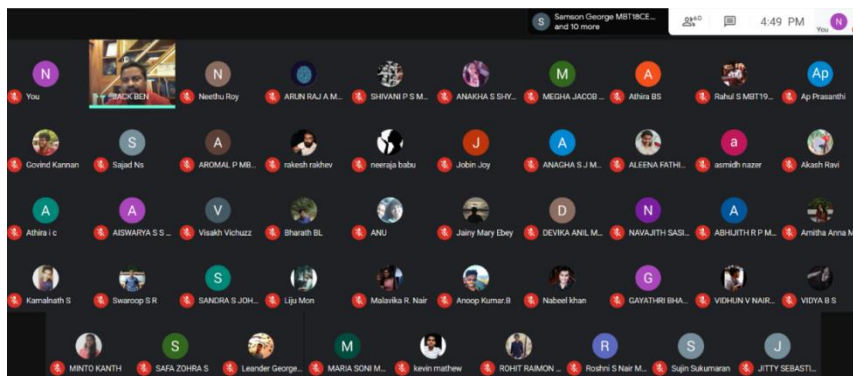 S Samson George MBT18CE...
and 10 more
60
4:49 PM
You
N
N N M A Ap
You JACK BEN Neethu Roy ARUN RAJ A M... SHIVANI P S M... ANAKHA S SHY... MEGHA JACOB ... Athira BS Rahul S MBT19... Ap Prasanthi
S A J A a
Govind Kannan Sajad Ns AROMAL P MB... rakesh rakhev neeraja babu Jobin Joy ANAGHA S J M... ALEENA FATHI... asmidh nazer Akash Ravi
A A V D N A
Athira i c AISWARYA S S ... Visakh Vichuzz Bharath BL ANU Jainy Mary Ebey DEVIKA ANIL M... NAVAJITH SASI... ABHIJITH R P M... Amitha Anna M
S G
Kamalnath S Swaroop S R SANDRA S JOH... Liju Mon Malavika R. Nair Anoop Kumar.B Nabeel khan GAYATHRI BHA... VIDHUN V NAIR... VIDYA B S
S M R S J
MINTO KANTH SAFA ZOHRA S Leander George... MARIA SONI M... kevin mathew ROHIT RAIMON ... Roshni S Nair M... Sujin Sukumaran JITTY SEBASTI...